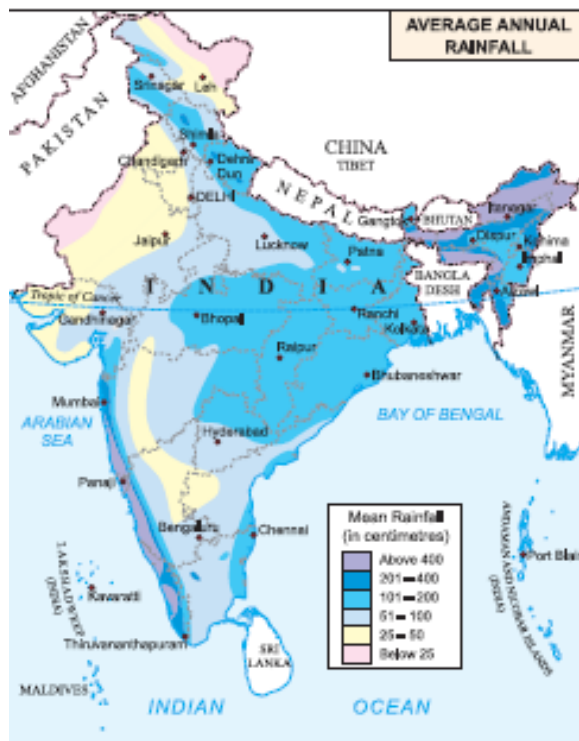 AVERAGE ANNUAL
RAINFALL
AFGHANISTAN
PAKISTAN
Srinagar
Leh
Shimla
Chandigarh
Dehra
Dun
CHINA
TIBET
DELHI
NEPAL
Gangtok
BHUTAN
Itanagar
Dispur
Kohima
Imphal
Aizawl
Jaipur
Lucknow
Patna
BANGLA
DESH
INDIA
Tropic of Cancer
Gandhinagar
Bhopal
Ranchi
Kolkata
Raipur
MYANMAR
Mumbai
Bhubaneshwar
ARABIAN
SEA
BAY OF BENGAL
Hyderabad
Panaji
Bengaluru
Chennai
Mean Rainfall
(in centimetres)
Above 400
201-400
101-200
51-100
25-50
Below 25
LAKSHADWEEP
(INDIA)
Kavaratti
ANDAMAN AND NICOBAR ISLANDS
(INDIA)
Port Blair
Thiruvananthapuram
SRI
LANKA
MALDIVES
INDIAN OCEAN